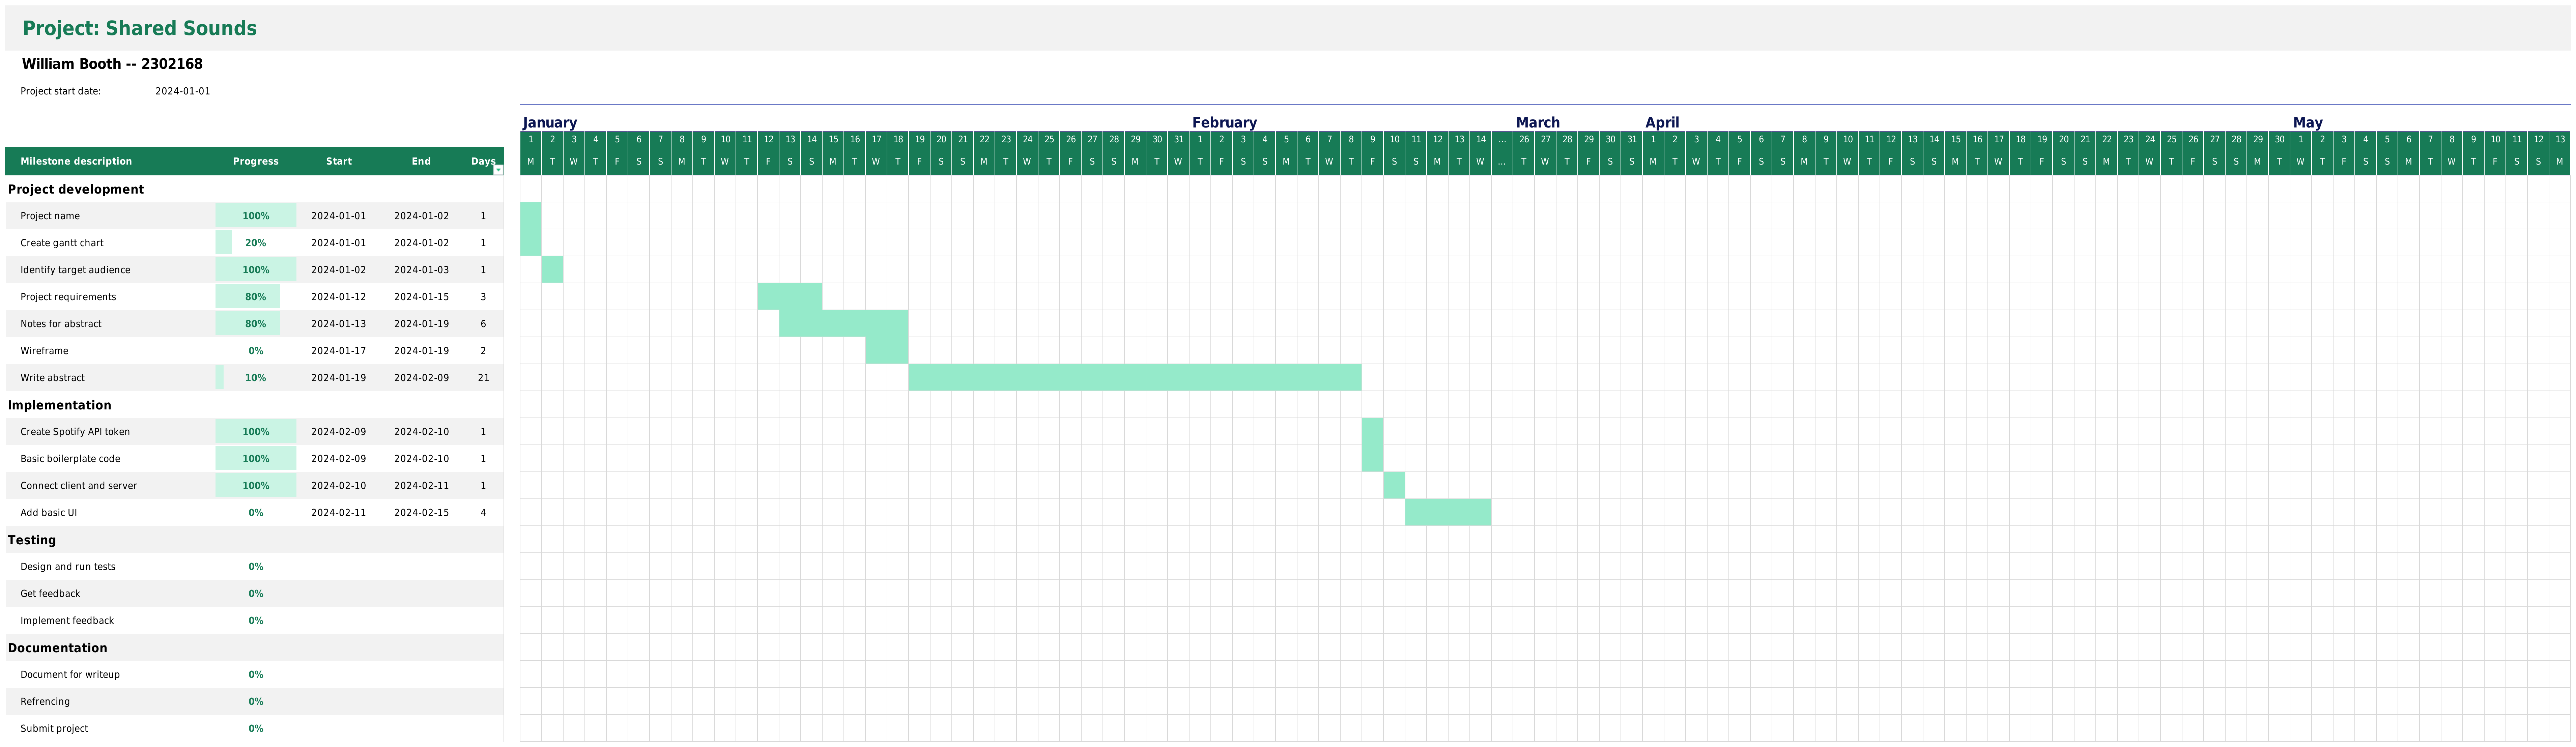 Project: Shared Sounds
William Booth -- 2302168
Project start date: 2024-01-01
January February March April May
1 2 3 4 5 6 7 8 9 10 11 12 13 14 15 16 17 18 19 20 21 22 23 24 25 26 27 28 29 30 31 1 2 3 4 5 6 7 8 9 10 11 12 13 14 ... 26 27 28 29 30 31 1 2 3 4 5 6 7 8 9 10 11 12 13 14 15 16 17 18 19 20 21 22 23 24 25 26 27 28 29 30 1 2 3 4 5 6 7 8 9 10 11 12 13
Milestone description Progress Start End Days M T W T F S S M T W T F S S M T W T F S S M T W T F S S M T W T F S S M T W T F S S M T W ... T W T F S S M T W T F S S M T W T F S S M T W T F S S M T W T F S S M T W T F S S M T W T F S S M
Project development
Project name 100% 2024-01-01 2024-01-02 1
Create gantt chart 20% 2024-01-01 2024-01-02 1
Identify target audience 100% 2024-01-02 2024-01-03 1
Project requirements 80% 2024-01-12 2024-01-15 3
Notes for abstract 80% 2024-01-13 2024-01-19 6
Wireframe 0% 2024-01-17 2024-01-19 2
Write abstract 10% 2024-01-19 2024-02-09 21
Implementation
Create Spotify API token 100% 2024-02-09 2024-02-10 1
Basic boilerplate code 100% 2024-02-09 2024-02-10 1
Connect client and server 100% 2024-02-10 2024-02-11 1
Add basic UI 0% 2024-02-11 2024-02-15 4
Testing
Design and run tests 0%
Get feedback 0%
Implement feedback 0%
Documentation
Document for writeup 0%
Refrencing 0%
Submit project 0%